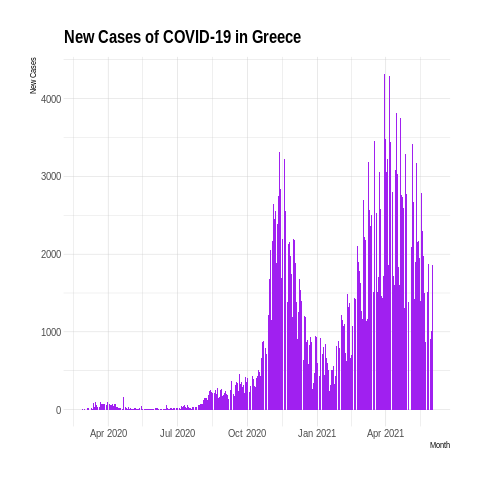 New Cases of COVID-19 in Greece
New Cases
4000
3000
2000
1000
0
Apr 2020
Jul 2020
Oct 2020
Jan 2021
Apr 2021
Month